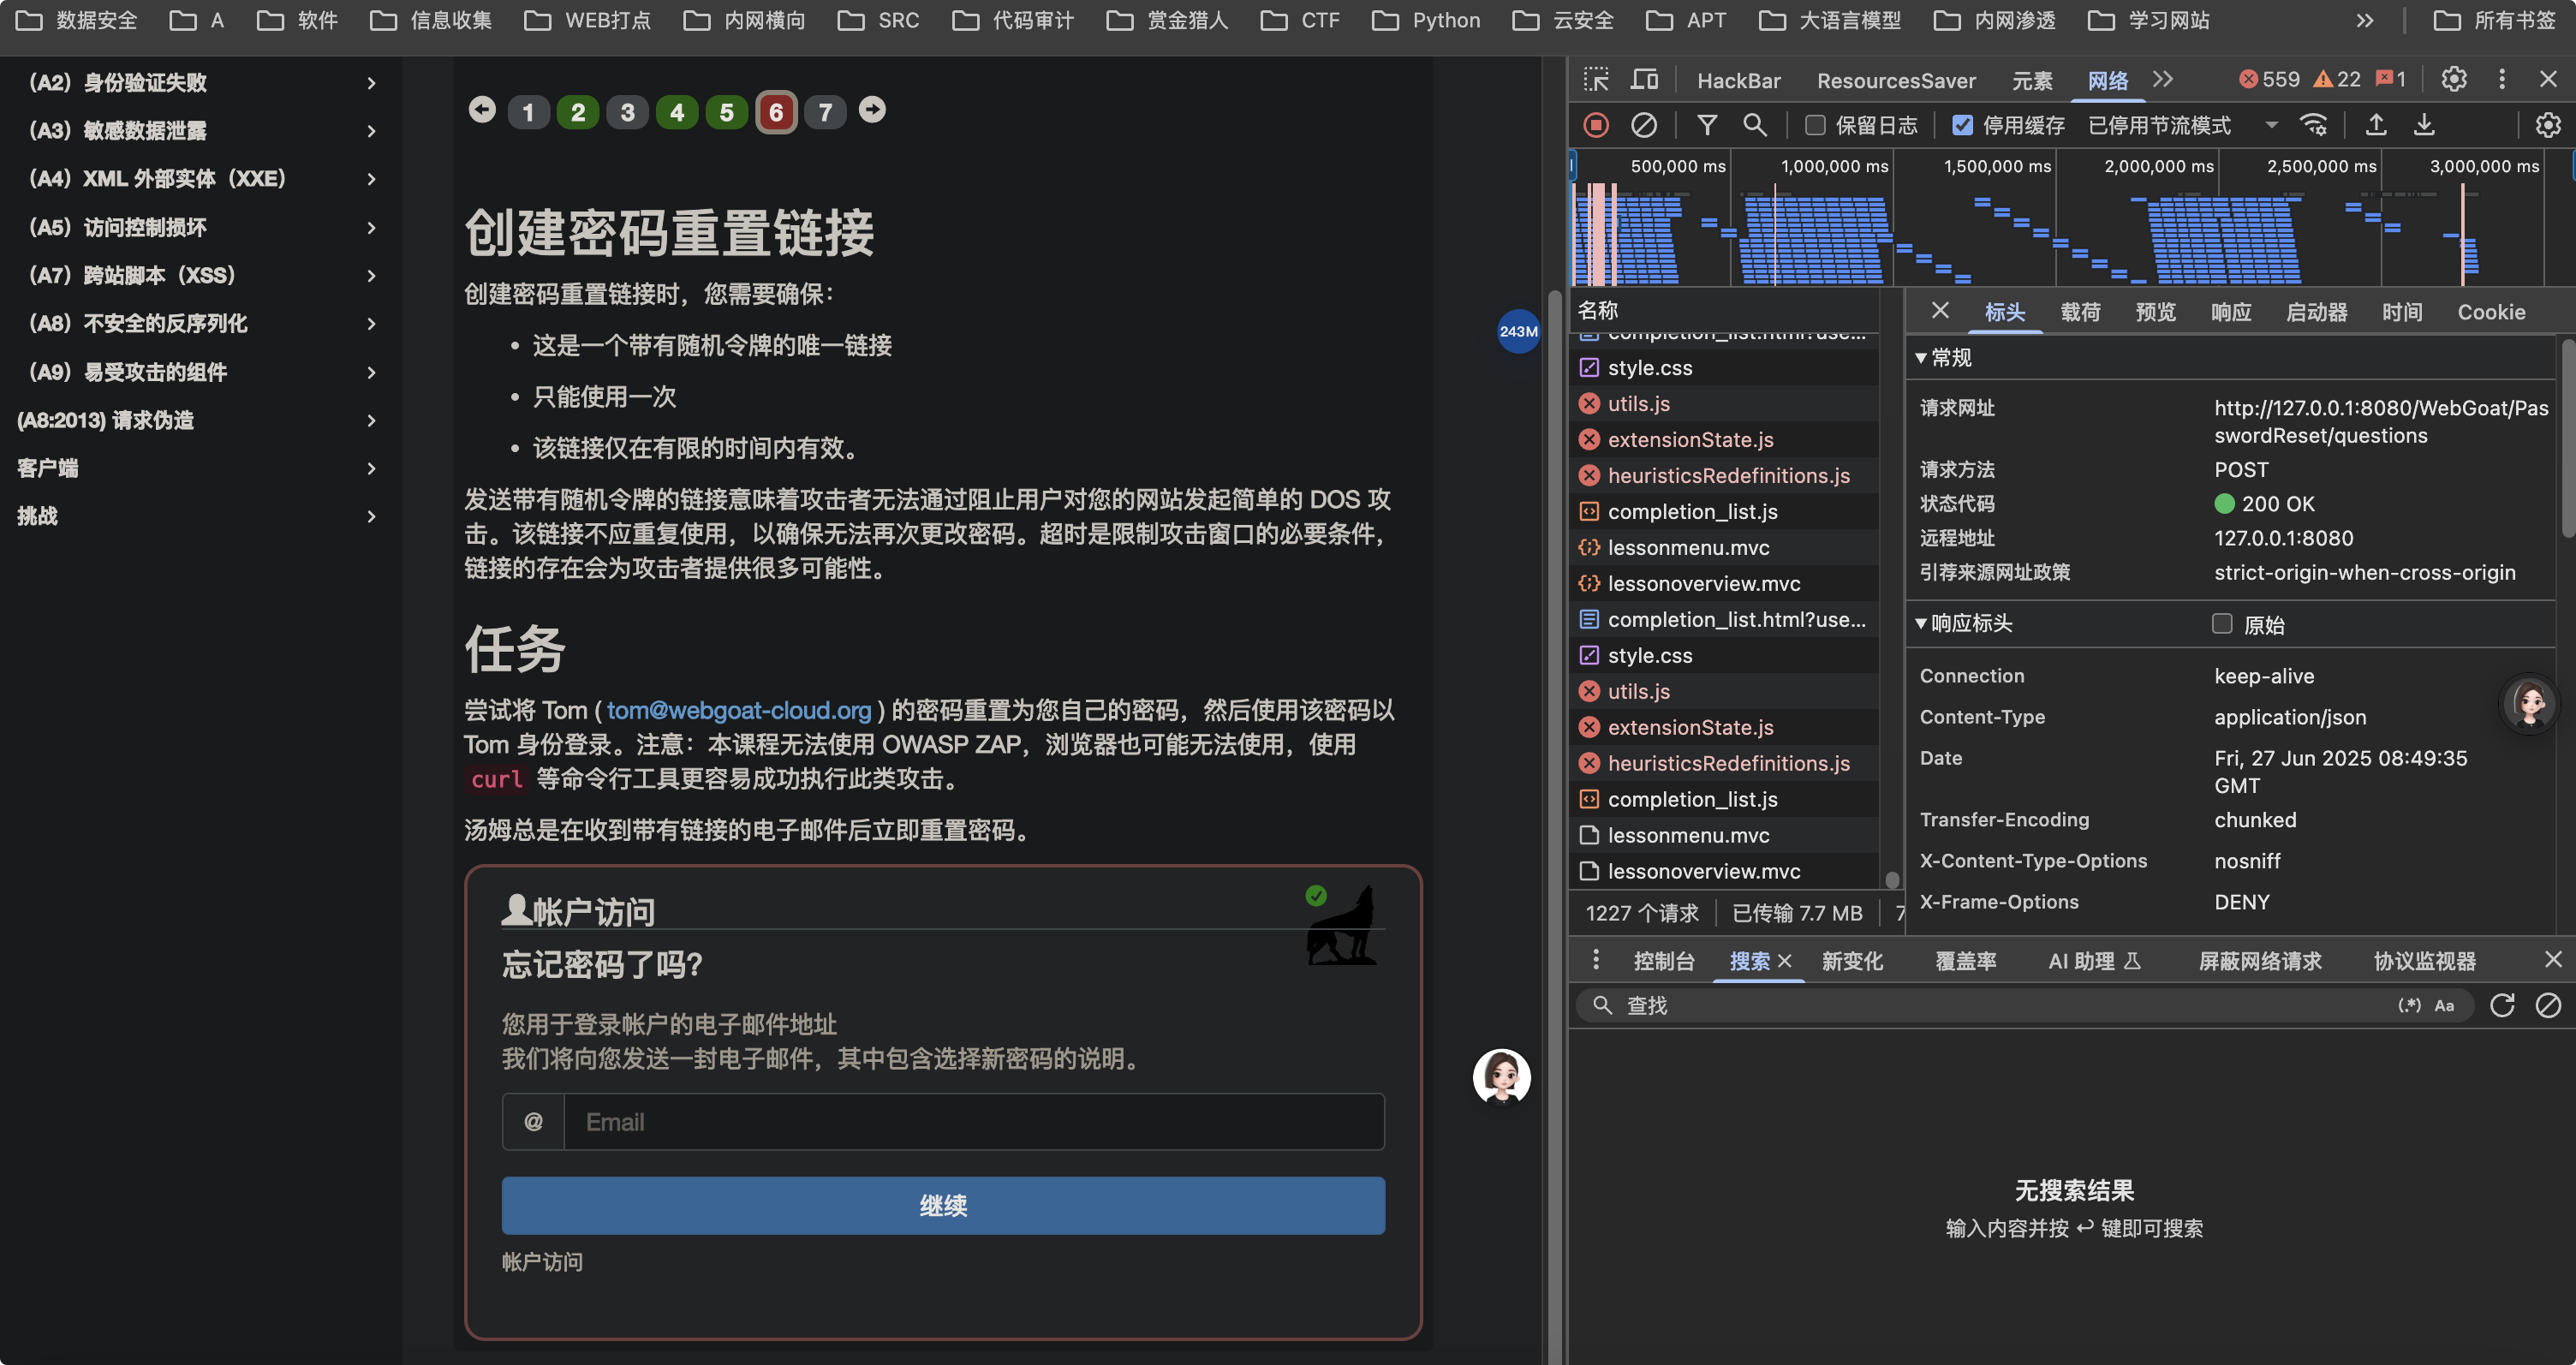 数据安全 A 软件 信息收集 WEB打点 内网横向 SRC 代码审计 赏金猎人 CTF Python 云安全 APT 大语言模型 内网渗透 学习网站 » 所有书签
（A2）身份验证失败
（A3）敏感数据泄露
（A4）XML 外部实体（XXE）
（A5）访问控制损坏
（A7）跨站脚本（XSS）
（A8）不安全的反序列化
（A9）易受攻击的组件
(A8:2013) 请求伪造
客户端
挑战
1 2 3 4 5 6 7
创建密码重置链接
创建密码重置链接时，您需要确保：
• 这是一个带有随机令牌的唯一链接
• 只能使用一次
• 该链接仅在有限的时间内有效。
发送带有随机令牌的链接意味着攻击者无法通过阻止用户对您的网站发起简单的 DOS 攻
击。该链接不应重复使用，以确保无法再次更改密码。超时是限制攻击窗口的必要条件，
链接的存在会为攻击者提供很多可能性。
任务
尝试将 Tom ( tom@webgoat-cloud.org ) 的密码重置为您自己的密码，然后使用该密码以
Tom 身份登录。注意：本课程无法使用 OWASP ZAP，浏览器也可能无法使用，使用
curl 等命令行工具更容易成功执行此类攻击。
汤姆总是在收到带有链接的电子邮件后立即重置密码。
帐户访问
忘记密码了吗？
您用于登录帐户的电子邮件地址
我们将向您发送一封电子邮件，其中包含选择新密码的说明。
@ Email
继续
帐户访问
243M
HackBar ResourcesSaver 元素 网络 559 22 1
保留日志 停用缓存 已停用节流模式
500,000 ms 1,000,000 ms 1,500,000 ms 2,000,000 ms 2,500,000 ms 3,000,000 ms
名称
completion_list.html?use...
style.css
utils.js
extensionState.js
heuristicsRedefinitions.js
completion_list.js
lessonmenu.mvc
lessonoverview.mvc
completion_list.html?use...
style.css
utils.js
extensionState.js
heuristicsRedefinitions.js
completion_list.js
lessonmenu.mvc
lessonoverview.mvc
1227 个请求 已传输 7.7 MB 7
标头 载荷 预览 响应 启动器 时间 Cookie
常规
请求网址 http://127.0.0.1:8080/WebGoat/Pas
swordReset/questions
请求方法 POST
状态代码 200 OK
远程地址 127.0.0.1:8080
引荐来源网址政策 strict-origin-when-cross-origin
响应标头 原始
Connection keep-alive
Content-Type application/json
Date Fri, 27 Jun 2025 08:49:35
GMT
Transfer-Encoding chunked
X-Content-Type-Options nosniff
X-Frame-Options DENY
控制台 搜索 新变化 覆盖率 AI 助理 屏蔽网络请求 协议监视器
查找 (.*) Aa
无搜索结果
输入内容并按 ↩ 键即可搜索